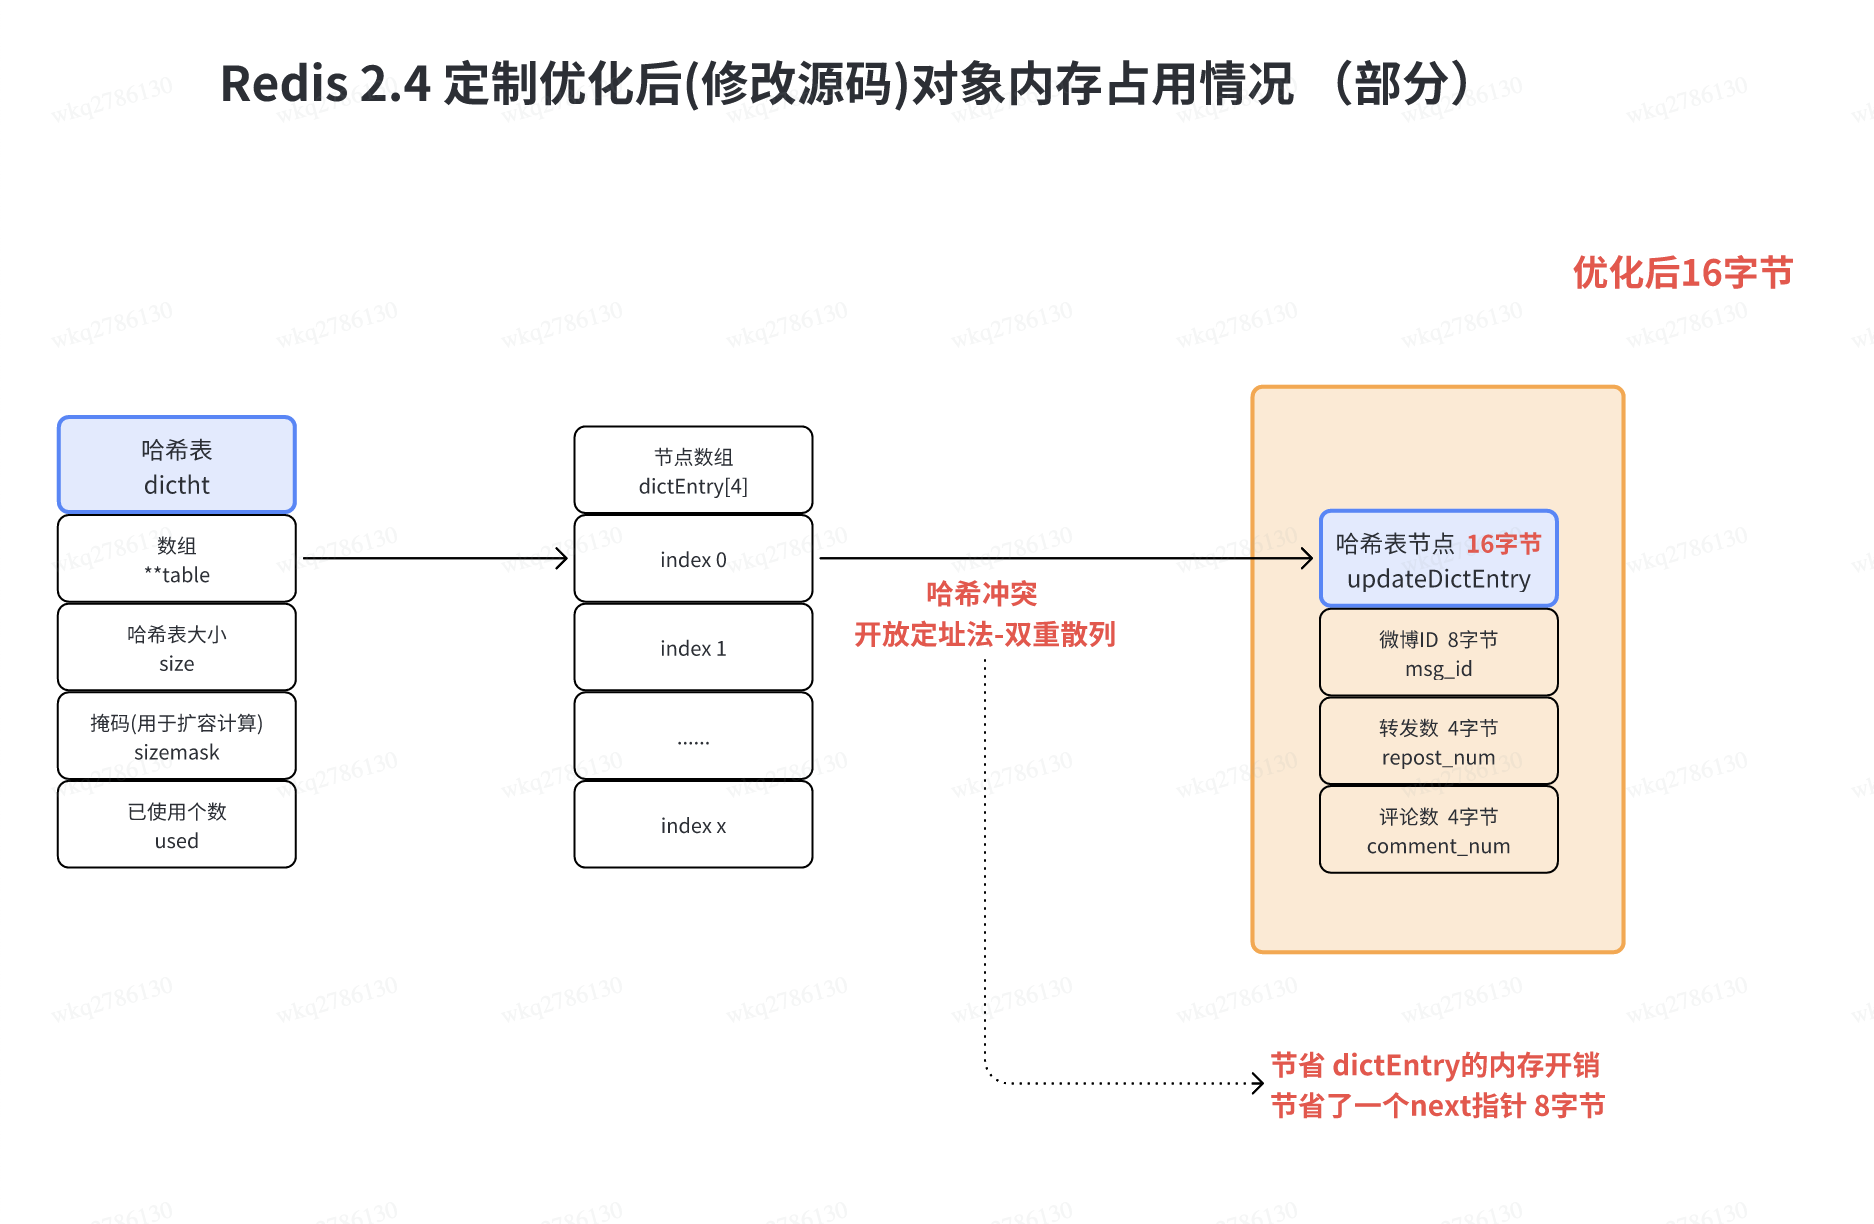 Redis 2.4 定制优化后(修改源码)对象内存占用情况 （部分）
优化后16字节
哈希表
dictht
数组
**table
哈希表大小
size
掩码(用于扩容计算)
sizemask
已使用个数
used
节点数组
dictEntry[4]
index 0
index 1
......
index x
哈希冲突
开放定址法-双重散列
哈希表节点 16字节
updateDictEntry
微博ID 8字节
msg_id
转发数 4字节
repost_num
评论数 4字节
comment_num
节省 dictEntry的内存开销
节省了一个next指针 8字节
wkq2786130